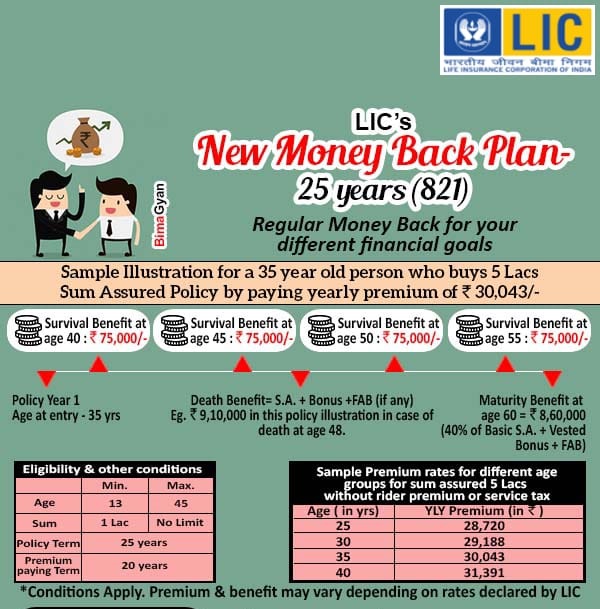 LIC
भारतीय जीवन बीमा निगम
LIFE INSURANCE CORPORATION OF INDIA
₹
BimaGyan
LIC's
New Money Back Plan-
25 years (821)
Regular Money Back for your
different financial goals
Sample Illustration for a 35 year old person who buys 5 Lacs
Sum Assured Policy by paying yearly premium of ₹ 30,043/-
Survival Benefit at
age 40 : ₹ 75,000/-
Survival Benefit at
age 45 : ₹ 75,000/-
Survival Benefit at
age 50 : ₹ 75,000/-
Survival Benefit at
age 55 : ₹ 75,000/-
Policy Year 1
Age at entry - 35 yrs
Death Benefit= S.A. + Bonus +FAB (if any)
Eg. ₹ 9,10,000 in this policy illustration in case of
death at age 48.
Maturity Benefit at
age 60 = ₹ 8,60,000
(40% of Basic S.A. + Vested
Bonus + FAB)
Eligibility & other conditions
Min. Max.
Age 13 45
Sum 1 Lac No Limit
Policy Term 25 years
Premium
paying Term 20 years
Sample Premium rates for different age
groups for sum assured 5 Lacs
without rider premium or service tax
Age ( in yrs) YLY Premium (in ₹ )
25 28,720
30 29,188
35 30,043
40 31,391
*Conditions Apply. Premium & benefit may vary depending on rates declared by LIC